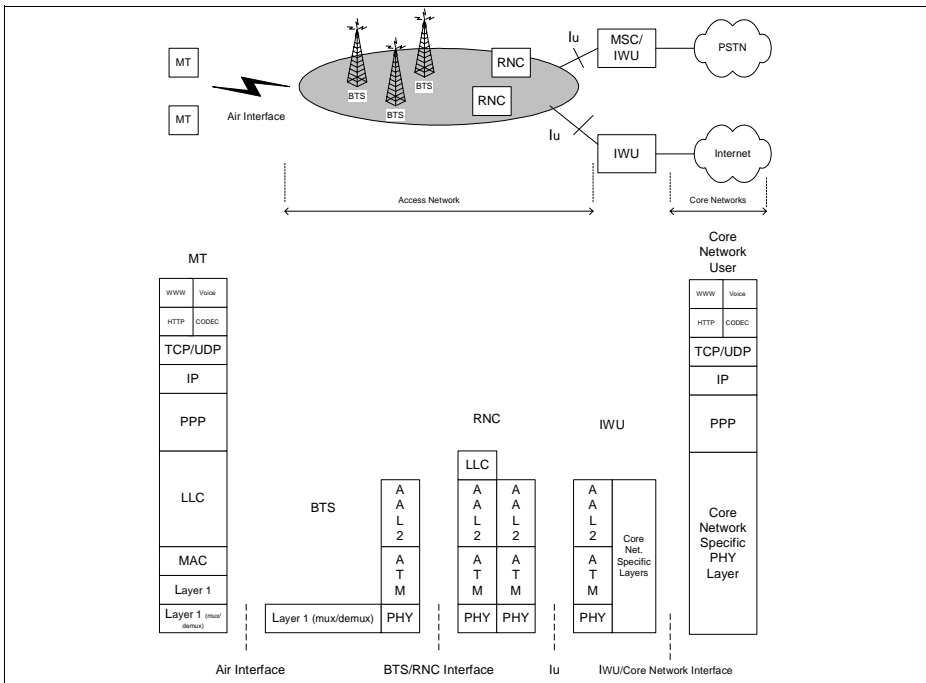 MT
MT
Air Interface
BTS
BTS
BTS
RNC
RNC
Iu
Iu
MSC/
IWU
IWU
PSTN
Internet
Access Network
Core Networks
MT
WWW Voice
HTTP CODEC
TCP/UDP
IP
PPP
LLC
MAC
Layer 1
Layer 1 (mux/
demux)
BTS
Layer 1 (mux/demux)
A
A
L
2
A
T
M
PHY
RNC
LLC
A A
A A
L L
2 2
A A
T T
M M
PHY PHY
IWU
A
A
L
2
A
T
M
PHY
Core
Net.
Specific
Layers
Core
Network
User
WWW Voice
HTTP CODEC
TCP/UDP
IP
PPP
Core
Network
Specific
PHY
Layer
Air Interface
BTS/RNC Interface
Iu
IWU/Core Network Interface